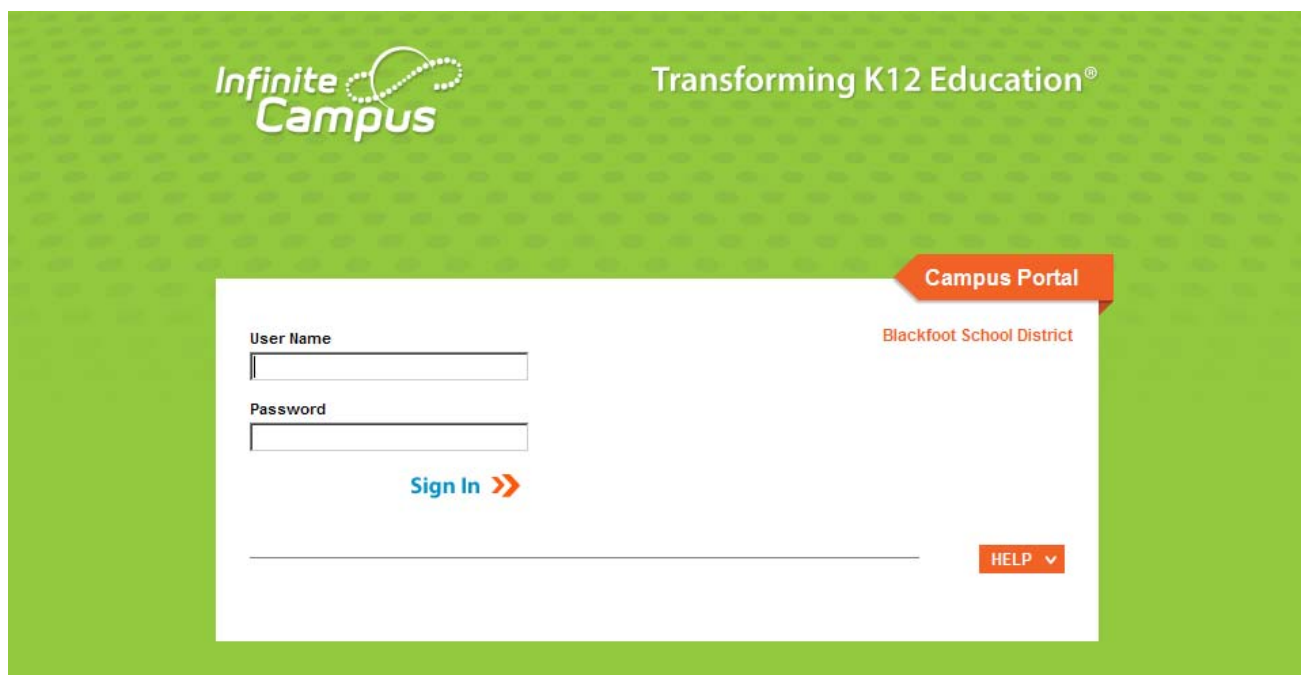 Infinite
Campus
Transforming K12 Education®
Campus Portal
User Name
Blackfoot School District
Password
Sign In
HELP